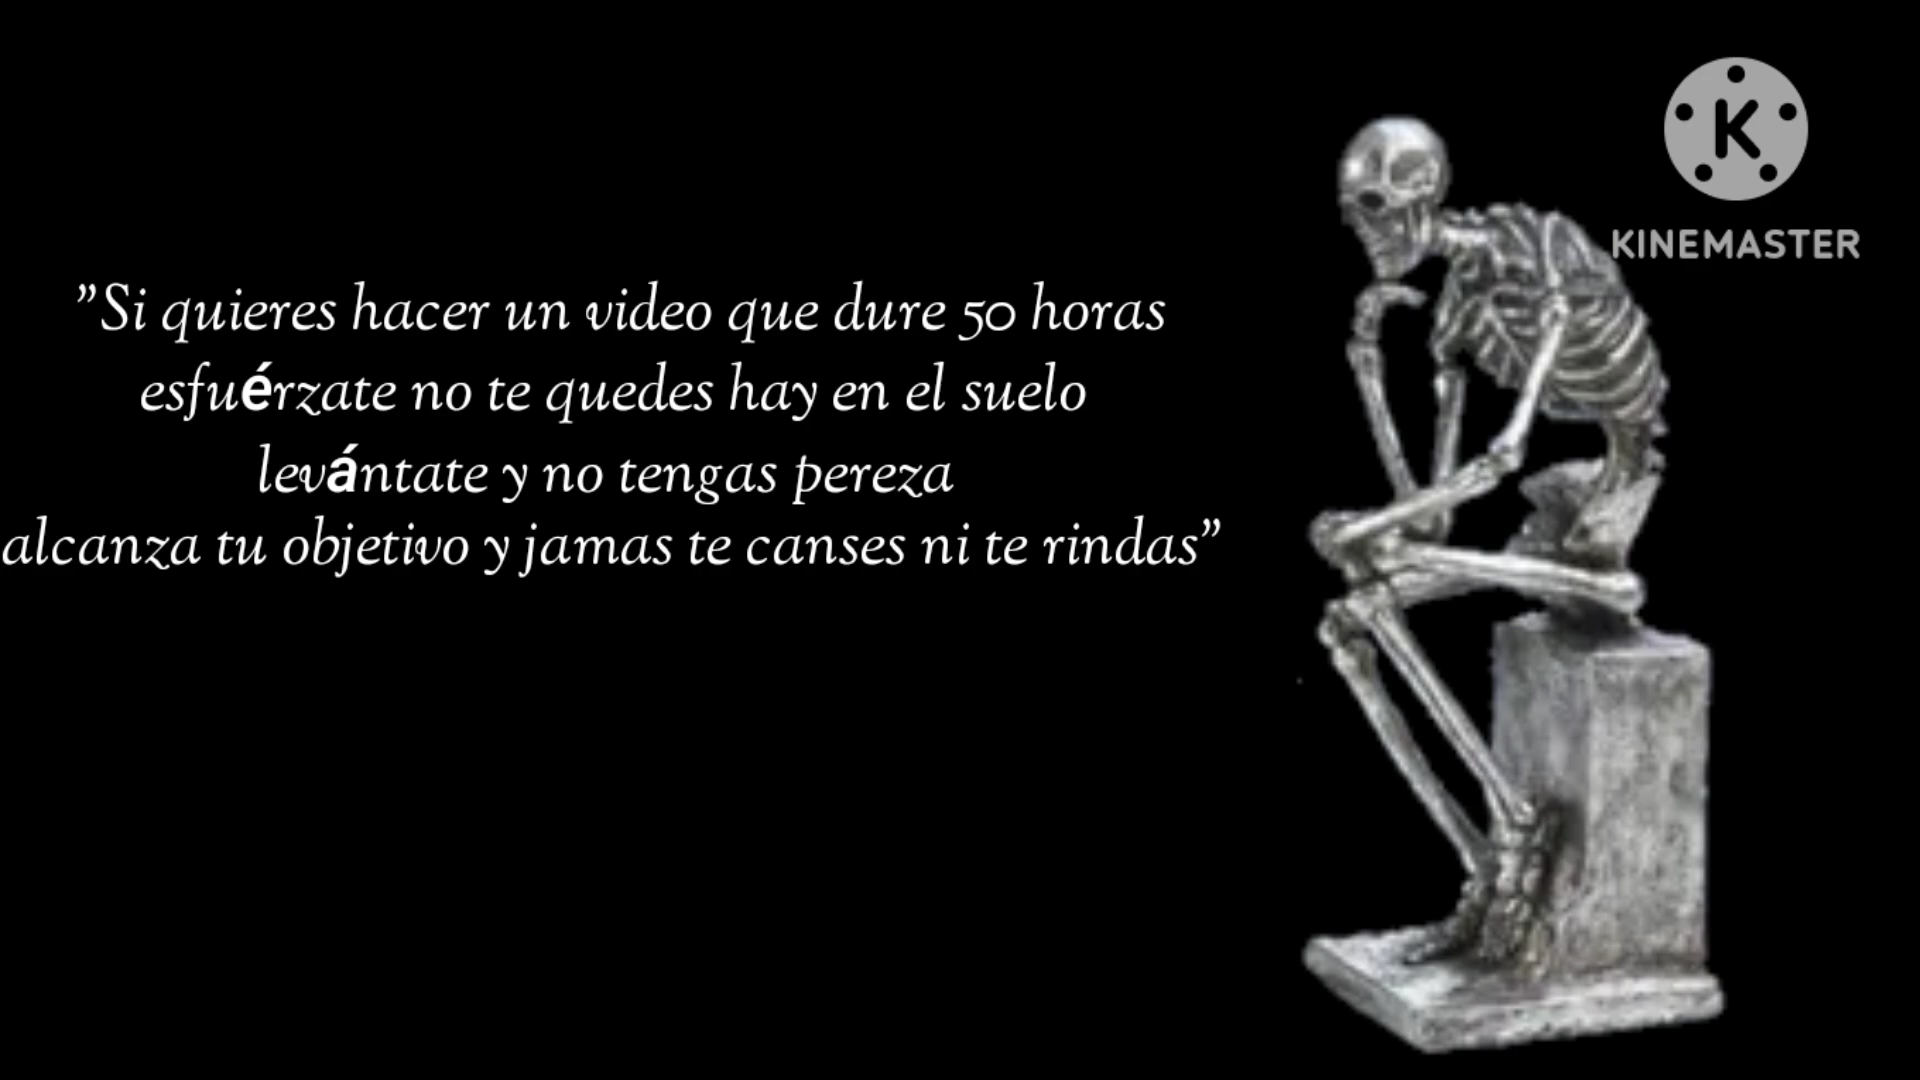 K
KINEMASTER
”Si quieres hacer un video que dure 50 horas
esfuérzate no te quedes hay en el suelo
levántate y no tengas pereza
alcanza tu objetivo y jamas te canses ni te rindas”